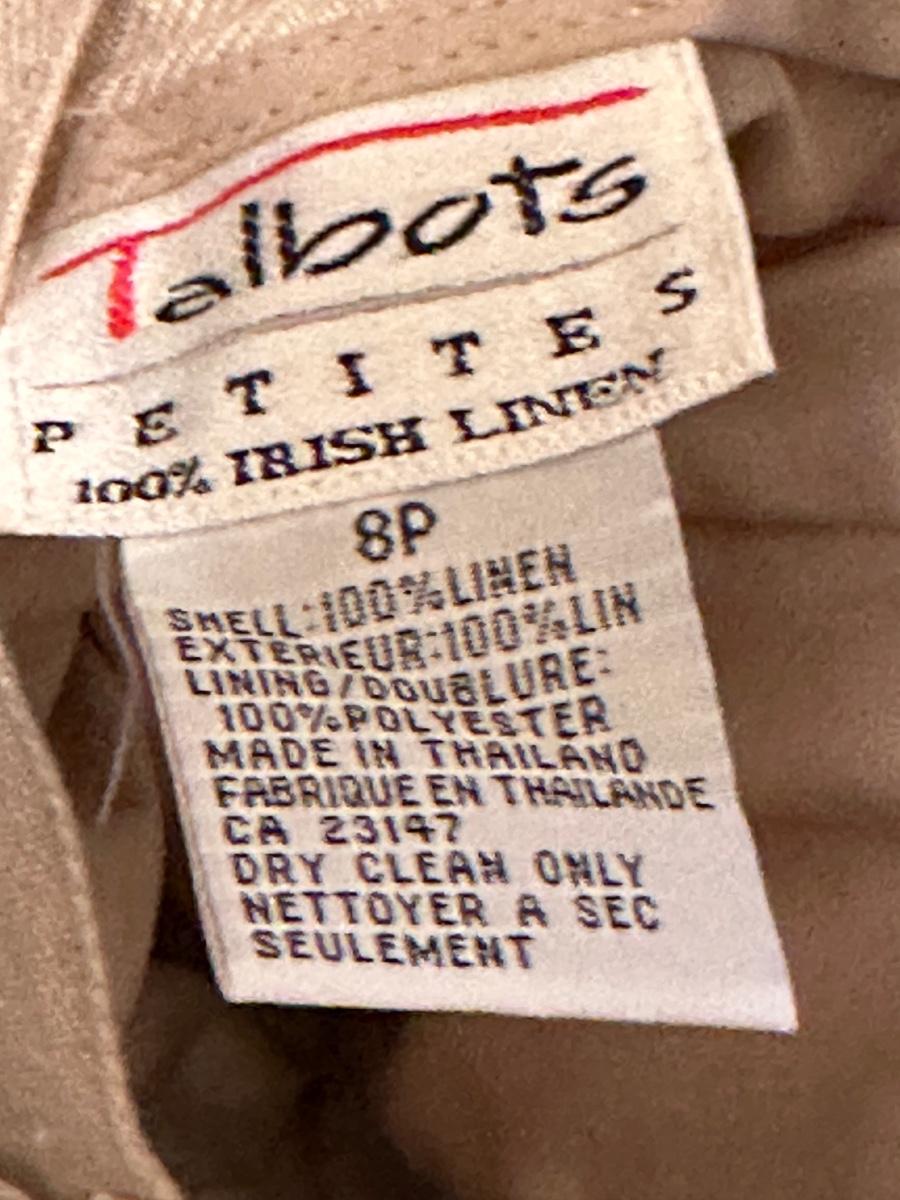 Talbots
PETITES
100% IRISH LINEN
8P
SHELL:100%LINEN
EXTERIEUR:100%LIN
LINING/DOUBLURE:
100%POLYESTER
MADE IN THAILAND
FABRIQUE EN THAILANDE
CA 23147
DRY CLEAN ONLY
NETTOYER A SEC
SEULEMENT